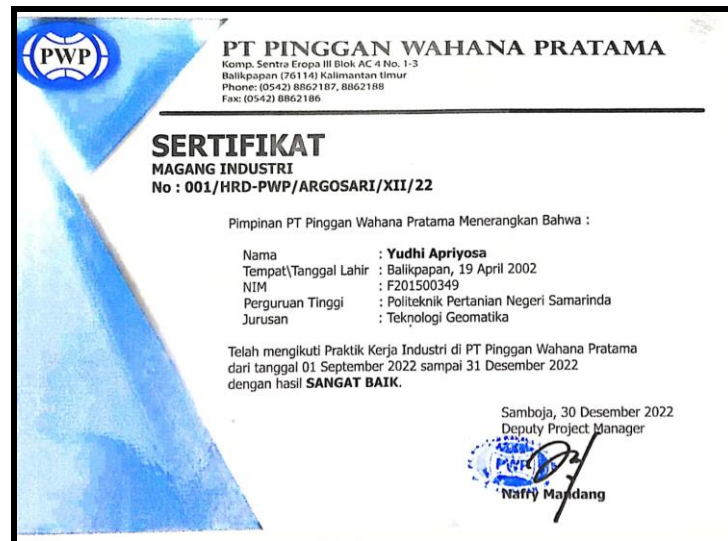 PWP
PT PINGGAN WAHANA PRATAMA
Komp. Sentra Eropa III Blok AC 4 No. 1-3
Balikpapan (76114) Kalimantan timur
Phone: (0542) 8862187, 8862188
Fax: (0542) 8862186
SERTIFIKAT
MAGANG INDUSTRI
No : 001/HRD-PWP/ARGOSARI/XII/22
Pimpinan PT Pinggan Wahana Pratama Menerangkan Bahwa :
Nama : Yudhi Apriyosa
Tempat\Tanggal Lahir : Balikpapan, 19 April 2002
NIM : F201500349
Perguruan Tinggi : Politeknik Pertanian Negeri Samarinda
Jurusan : Teknologi Geomatika
Telah mengikuti Praktik Kerja Industri di PT Pinggan Wahana Pratama
dari tanggal 01 September 2022 sampai 31 Desember 2022
dengan hasil SANGAT BAIK.
Samboja, 30 Desember 2022
Deputy Project Manager
PWP
Nafry Mandang